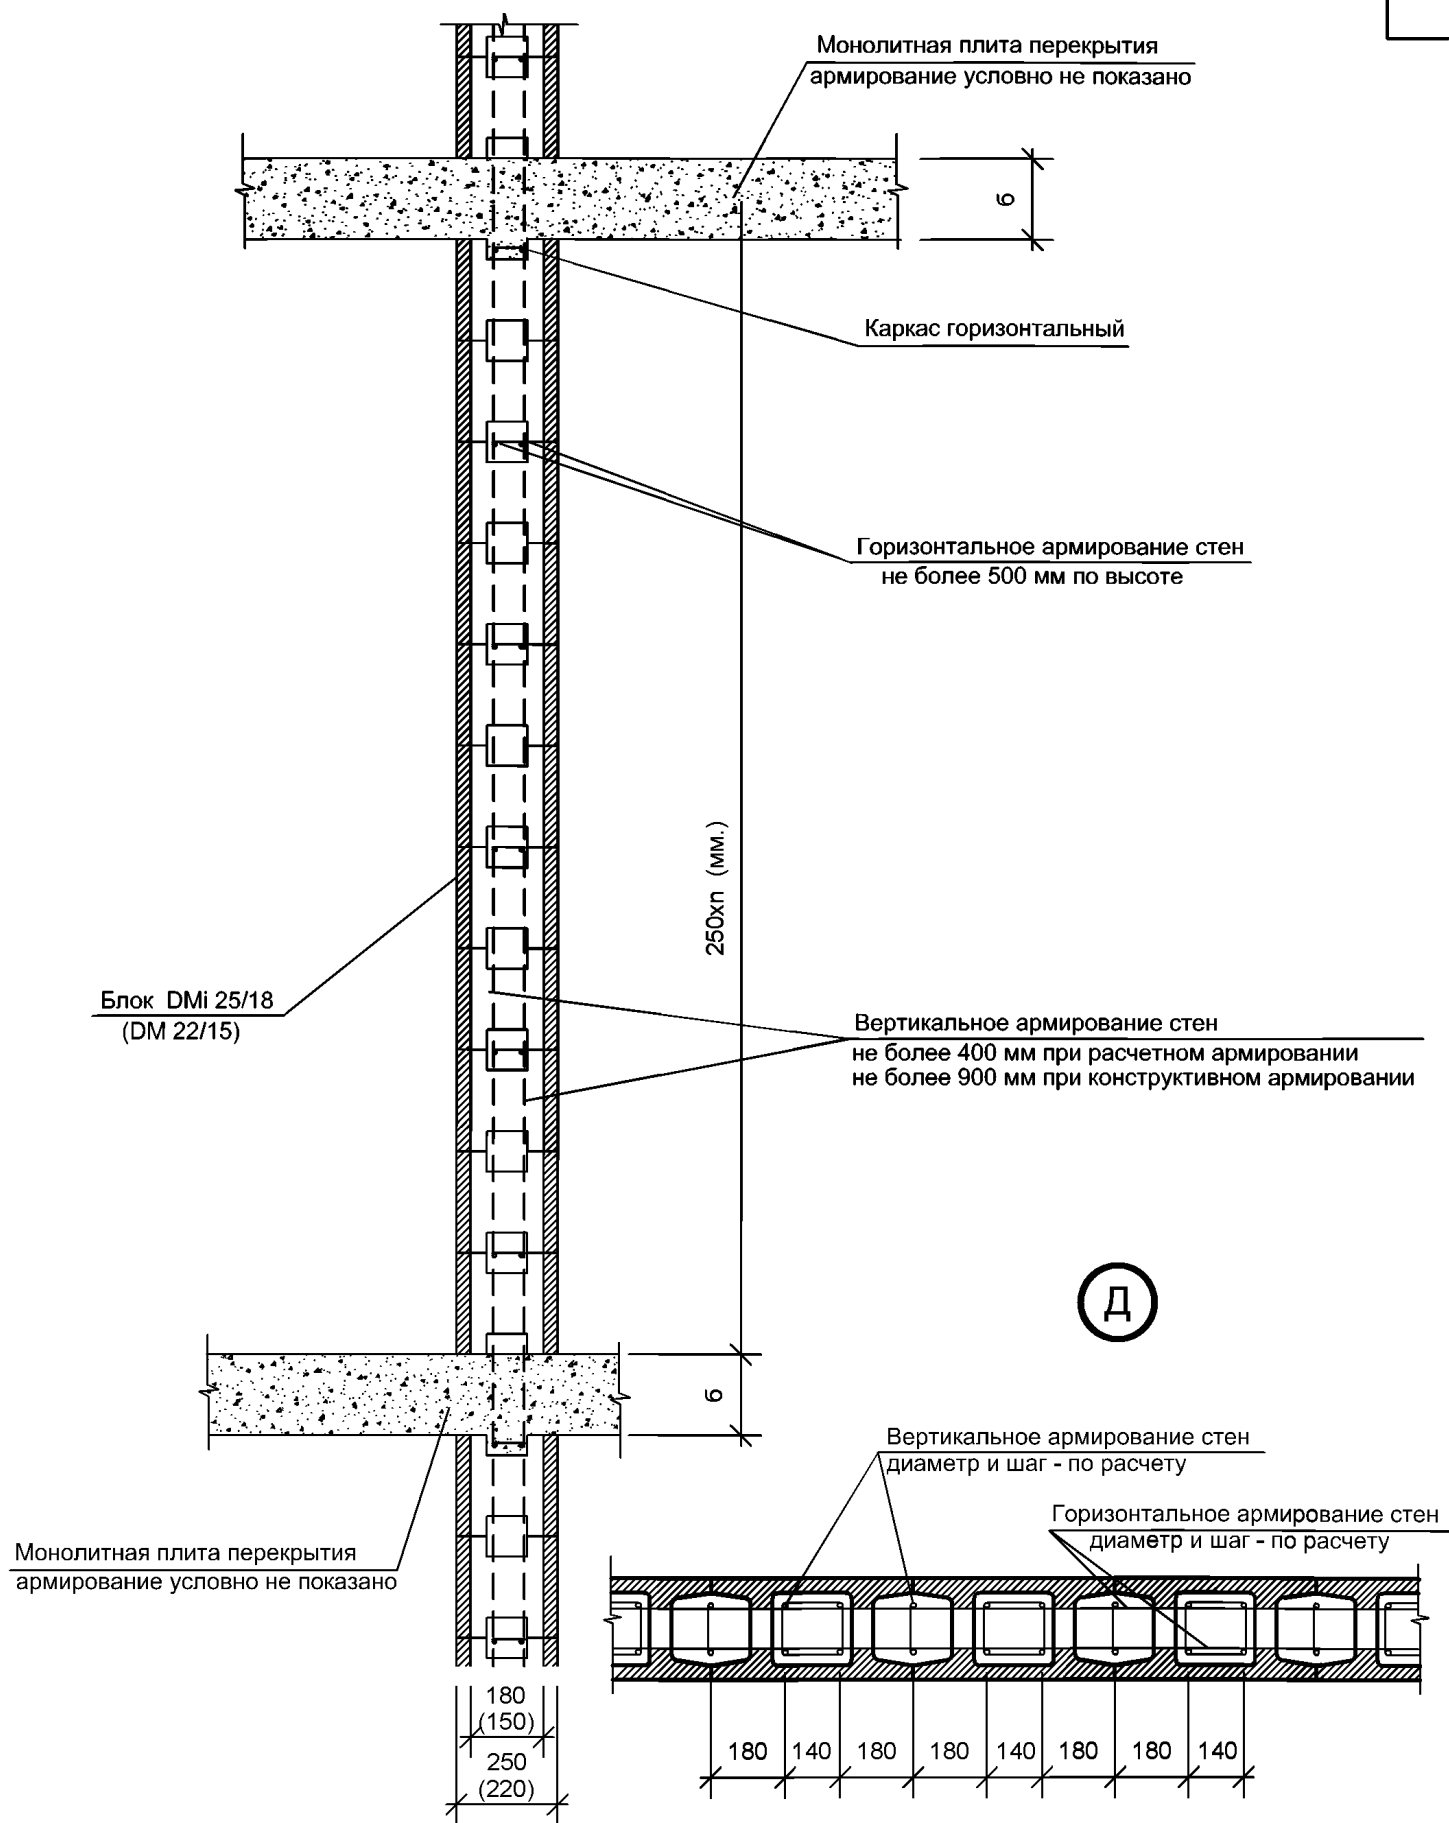 Монолитная плита перекрытия
армирование условно не показано
б
Каркас горизонтальный
Горизонтальное армирование стен
не более 500 мм по высоте
250хп (мм.)
Блок DMi 25/18
(DM 22/15)
Вертикальное армирование стен
не более 400 мм при расчетном армировании
не более 900 мм при конструктивном армировании
Д
б
Вертикальное армирование стен
диаметр и шаг - по расчету
Горизонтальное армирование стен
диаметр и шаг - по расчету
Монолитная плита перекрытия
армирование условно не показано
180
(150)
250
(220)
180 140 180 180 140 180 180 140